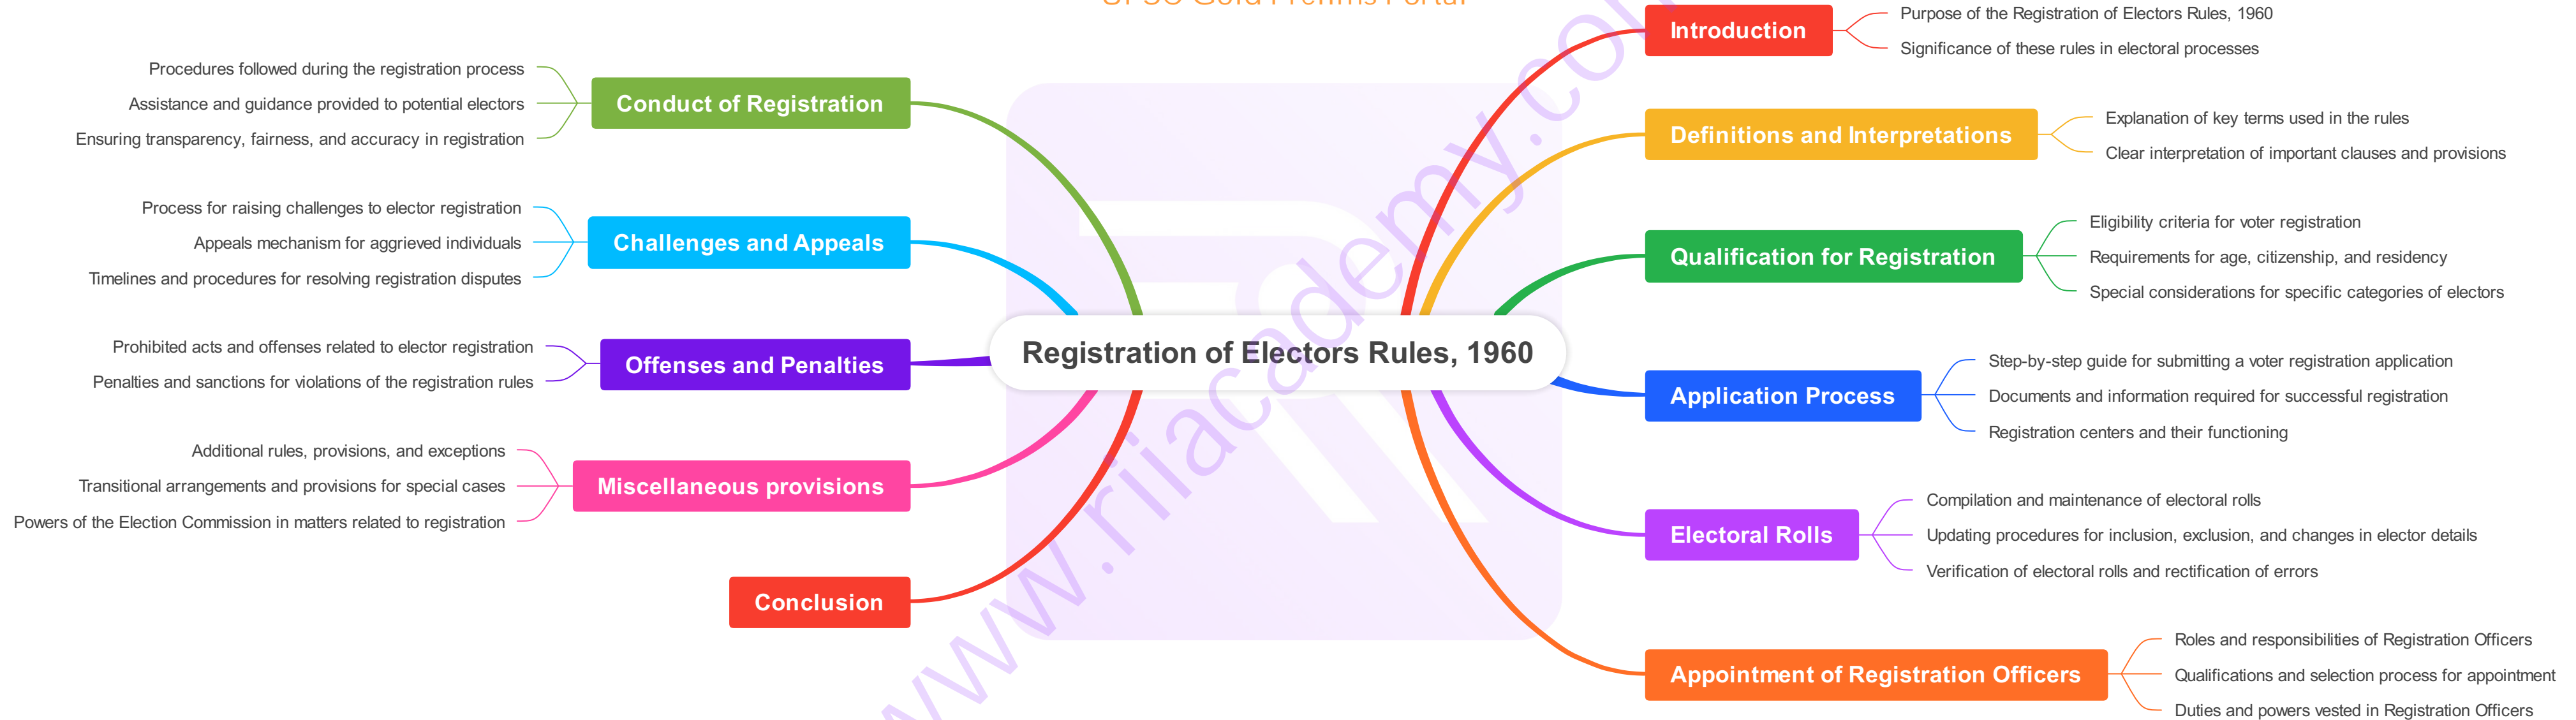 UPSC Gold Prelims Portal
Registration of Electors Rules, 1960
Introduction
Purpose of the Registration of Electors Rules, 1960
Significance of these rules in electoral processes
Definitions and Interpretations
Explanation of key terms used in the rules
Clear interpretation of important clauses and provisions
Qualification for Registration
Eligibility criteria for voter registration
Requirements for age, citizenship, and residency
Special considerations for specific categories of electors
Application Process
Step-by-step guide for submitting a voter registration application
Documents and information required for successful registration
Registration centers and their functioning
Electoral Rolls
Compilation and maintenance of electoral rolls
Updating procedures for inclusion, exclusion, and changes in elector details
Verification of electoral rolls and rectification of errors
Appointment of Registration Officers
Roles and responsibilities of Registration Officers
Qualifications and selection process for appointment
Duties and powers vested in Registration Officers
Conduct of Registration
Procedures followed during the registration process
Assistance and guidance provided to potential electors
Ensuring transparency, fairness, and accuracy in registration
Challenges and Appeals
Process for raising challenges to elector registration
Appeals mechanism for aggrieved individuals
Timelines and procedures for resolving registration disputes
Offenses and Penalties
Prohibited acts and offenses related to elector registration
Penalties and sanctions for violations of the registration rules
Miscellaneous provisions
Additional rules, provisions, and exceptions
Transitional arrangements and provisions for special cases
Powers of the Election Commission in matters related to registration
Conclusion